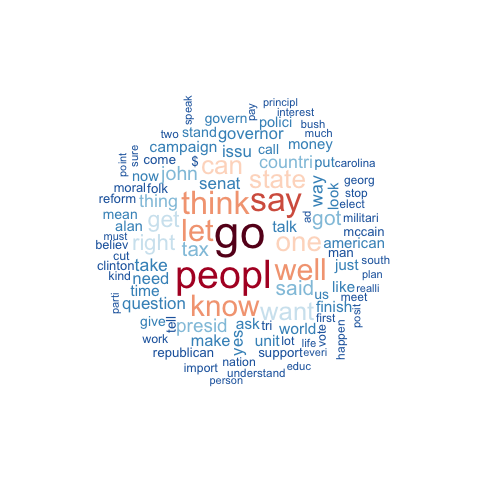 speak
pay
principl
interest
govern
polici
bush
two
stand
governor
much
campaign
issu
call
money
point
sure
come
$
can
countri
put
carolina
now
john
state
way
look
georg
moral
folk
senat
stop
reform
thing
think
say
elect
mean
get
let
go
talk
ad
got
militari
alan
one
mccain
must
right
american
believ
tax
man
cut
take
peopl
well
just
south
clinton
need
said
us
like
plan
kind
time
know
want
finish
realli
parti
question
meet
give
tell
presid
ask
tri
world
first
vote
posit
work
make
yes
unit
lot
life
happen
republican
support
everi
import
nation
understand
educ
person